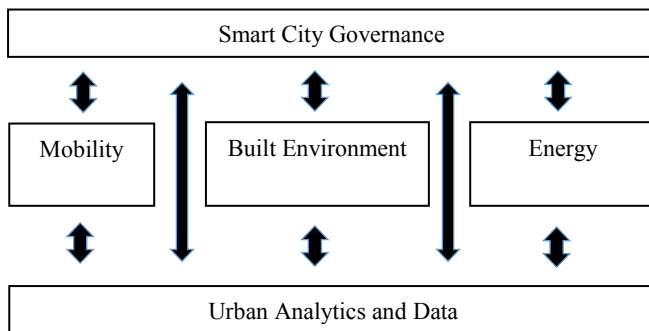 Smart City Governance
Mobility
Built Environment
Energy
Urban Analytics and Data